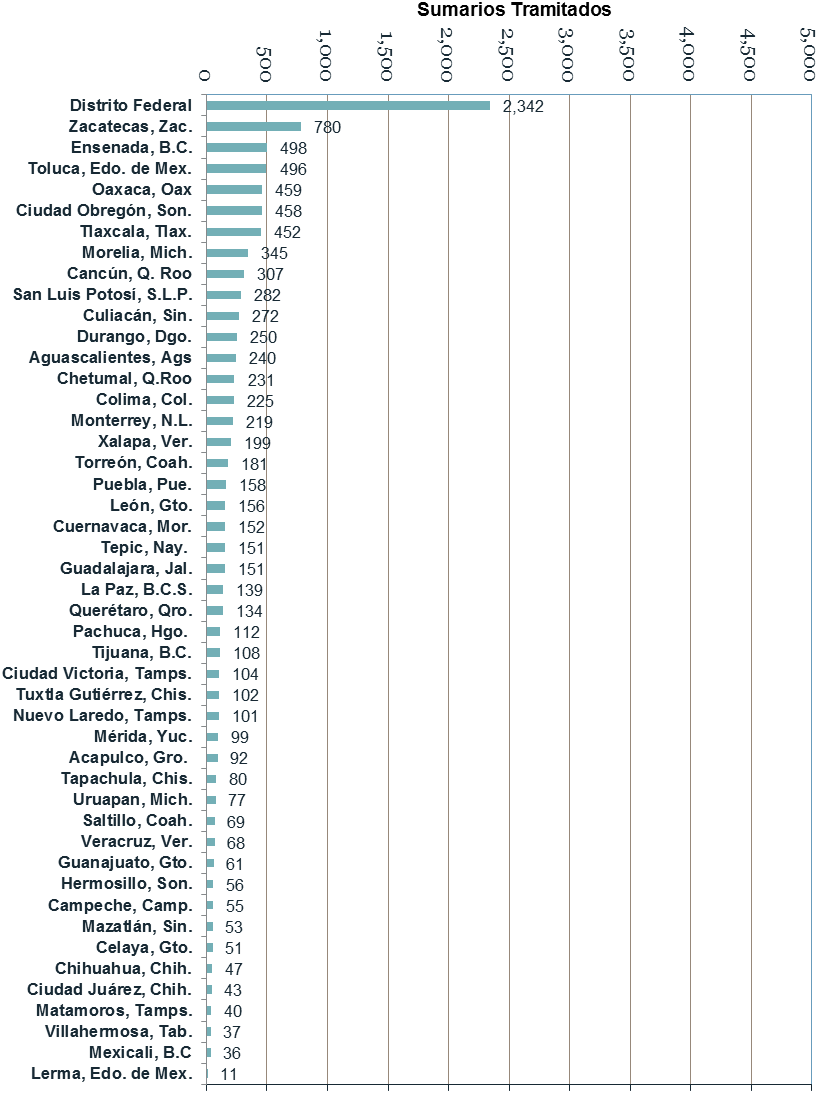 Sumarios Tramitados
0 500 1,000 1,500 2,000 2,500 3,000 3,500 4,000 4,500 5,000
Distrito Federal 2,342
Zacatecas, Zac. 780
Ensenada, B.C. 498
Toluca, Edo. de Mex. 496
Oaxaca, Oax 459
Ciudad Obregón, Son. 458
Tlaxcala, Tlax. 452
Morelia, Mich. 345
Cancún, Q. Roo 307
San Luis Potosí, S.L.P. 282
Culiacán, Sin. 272
Durango, Dgo. 250
Aguascalientes, Ags 240
Chetumal, Q.Roo 231
Colima, Col. 225
Monterrey, N.L. 219
Xalapa, Ver. 199
Torreón, Coah. 181
Puebla, Pue. 158
León, Gto. 156
Cuernavaca, Mor. 152
Tepic, Nay. 151
Guadalajara, Jal. 151
La Paz, B.C.S. 139
Querétaro, Qro. 134
Pachuca, Hgo. 112
Tijuana, B.C. 108
Ciudad Victoria, Tamps. 104
Tuxtla Gutiérrez, Chis. 102
Nuevo Laredo, Tamps. 101
Mérida, Yuc. 99
Acapulco, Gro. 92
Tapachula, Chis. 80
Uruapan, Mich. 77
Saltillo, Coah. 69
Veracruz, Ver. 68
Guanajuato, Gto. 61
Hermosillo, Son. 56
Campeche, Camp. 55
Mazatlán, Sin. 53
Celaya, Gto. 51
Chihuahua, Chih. 47
Ciudad Juárez, Chih. 43
Matamoros, Tamps. 40
Villahermosa, Tab. 37
Mexicali, B.C 36
Lerma, Edo. de Mex. 11